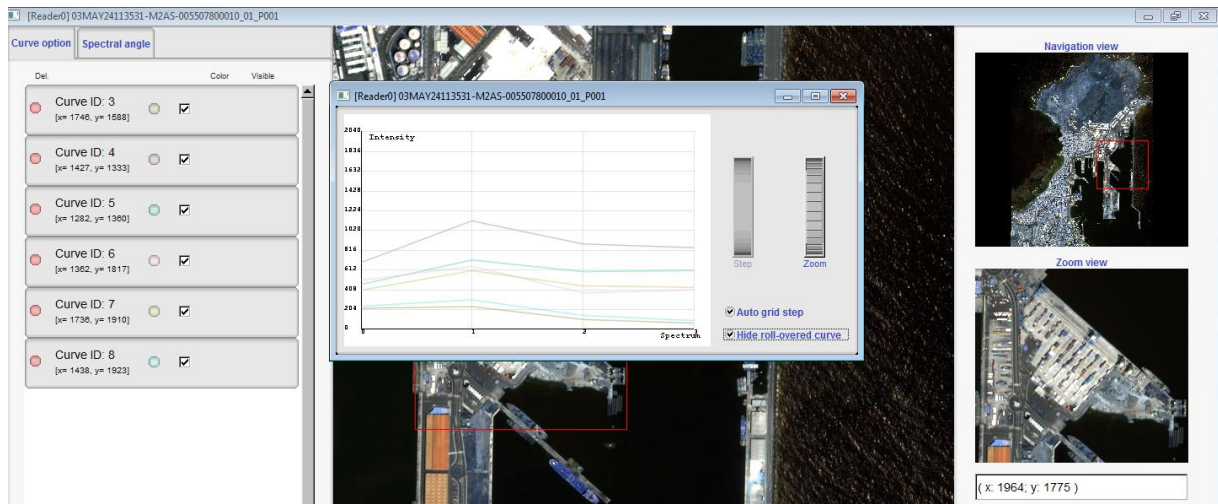 [Reader0] 03MAY24113531-M2AS-005507800010_01_P001
Curve option
Spectral angle
Del. Color Visible
Curve ID: 3
[x= 1746, y= 1588]
Curve ID: 4
[x= 1427, y= 1333]
Curve ID: 5
[x= 1282, y= 1360]
Curve ID: 6
[x= 1362, y= 1817]
Curve ID: 7
[x= 1736, y= 1910]
Curve ID: 8
[x= 1438, y= 1923]
[Reader0] 03MAY24113531-M2AS-005507800010_01_P001
Intensity
2040
1836
1632
1428
1224
1020
816
612
408
204
0
0 1 2 3
Spectrum
Step
Zoom
Auto grid step
Hide roll-overed curve
Navigation view
Zoom view
( x: 1964; y: 1775 )